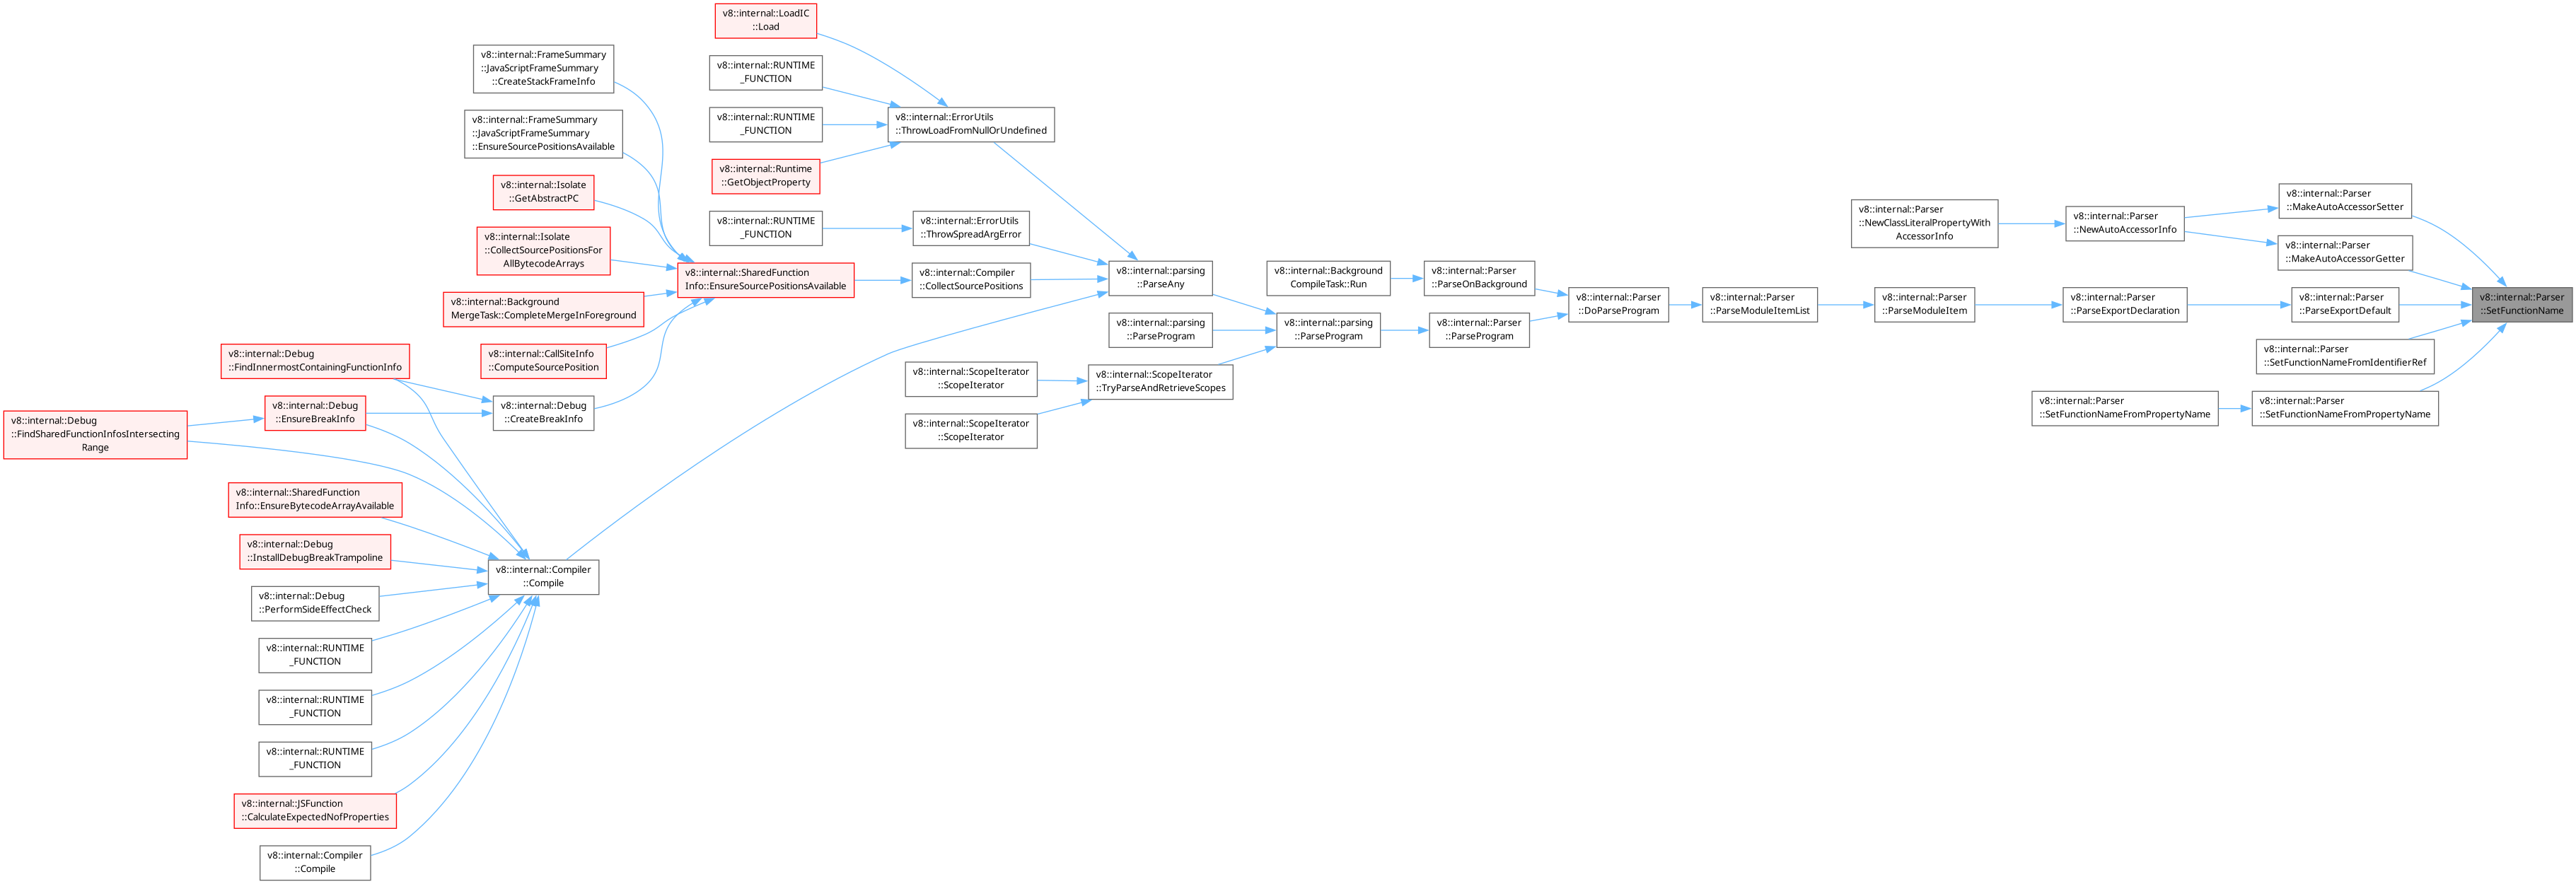 v8::internal::LoadIC
::Load
v8::internal::FrameSummary
::JavaScriptFrameSummary
::CreateStackFrameInfo
v8::internal::RUNTIME
_FUNCTION
v8::internal::FrameSummary
::JavaScriptFrameSummary
::EnsureSourcePositionsAvailable
v8::internal::RUNTIME
_FUNCTION
v8::internal::ErrorUtils
::ThrowLoadFromNullOrUndefined
v8::internal::Isolate
::GetAbstractPC
v8::internal::Runtime
::GetObjectProperty
v8::internal::Isolate
::CollectSourcePositionsFor
AllBytecodeArrays
v8::internal::RUNTIME
_FUNCTION
v8::internal::ErrorUtils
::ThrowSpreadArgError
v8::internal::Parser
::NewClassLiteralPropertyWith
AccessorInfo
v8::internal::Parser
::NewAutoAccessorInfo
v8::internal::Parser
::MakeAutoAccessorSetter
v8::internal::Parser
::MakeAutoAccessorGetter
v8::internal::Background
MergeTask::CompleteMergeInForeground
v8::internal::SharedFunction
Info::EnsureSourcePositionsAvailable
v8::internal::Compiler
::CollectSourcePositions
v8::internal::parsing
::ParseAny
v8::internal::Background
CompileTask::Run
v8::internal::Parser
::ParseOnBackground
v8::internal::Parser
::DoParseProgram
v8::internal::Parser
::ParseModuleItemList
v8::internal::Parser
::ParseModuleItem
v8::internal::Parser
::ParseExportDeclaration
v8::internal::Parser
::ParseExportDefault
v8::internal::Parser
::SetFunctionName
v8::internal::parsing
::ParseProgram
v8::internal::parsing
::ParseProgram
v8::internal::Parser
::ParseProgram
v8::internal::Debug
::FindInnermostContainingFunctionInfo
v8::internal::CallSiteInfo
::ComputeSourcePosition
v8::internal::ScopeIterator
::ScopeIterator
v8::internal::ScopeIterator
::TryParseAndRetrieveScopes
v8::internal::Parser
::SetFunctionNameFromIdentifierRef
v8::internal::Debug
::FindSharedFunctionInfosIntersecting
Range
v8::internal::Debug
::EnsureBreakInfo
v8::internal::Debug
::CreateBreakInfo
v8::internal::ScopeIterator
::ScopeIterator
v8::internal::Parser
::SetFunctionNameFromPropertyName
v8::internal::Parser
::SetFunctionNameFromPropertyName
v8::internal::SharedFunction
Info::EnsureBytecodeArrayAvailable
v8::internal::Debug
::InstallDebugBreakTrampoline
v8::internal::Compiler
::Compile
v8::internal::Debug
::PerformSideEffectCheck
v8::internal::RUNTIME
_FUNCTION
v8::internal::RUNTIME
_FUNCTION
v8::internal::RUNTIME
_FUNCTION
v8::internal::JSFunction
::CalculateExpectedNofProperties
v8::internal::Compiler
::Compile